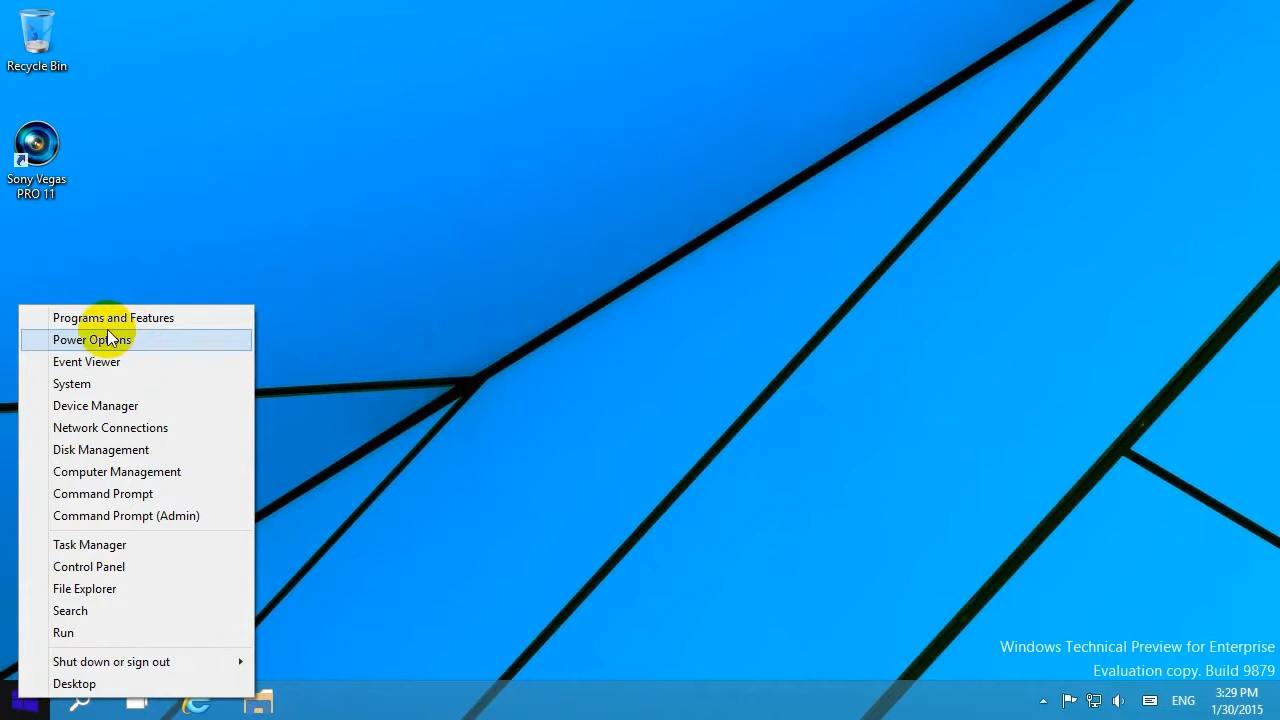 Recycle Bin
Sony Vegas
PRO 11
Programs and Features
Power Options
Event Viewer
System
Device Manager
Network Connections
Disk Management
Computer Management
Command Prompt
Command Prompt (Admin)
Task Manager
Control Panel
File Explorer
Search
Run
Shut down or sign out
Desktop
Windows Technical Preview for Enterprise
Evaluation copy. Build 9879
ENG
3:29 PM
1/30/2015